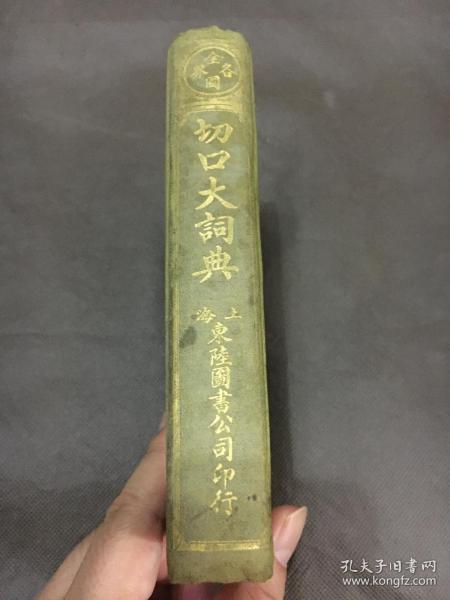 全國各界
切口大詞典
上海
東陸圖書公司印行
孔夫子旧书网
www.kongfz.com